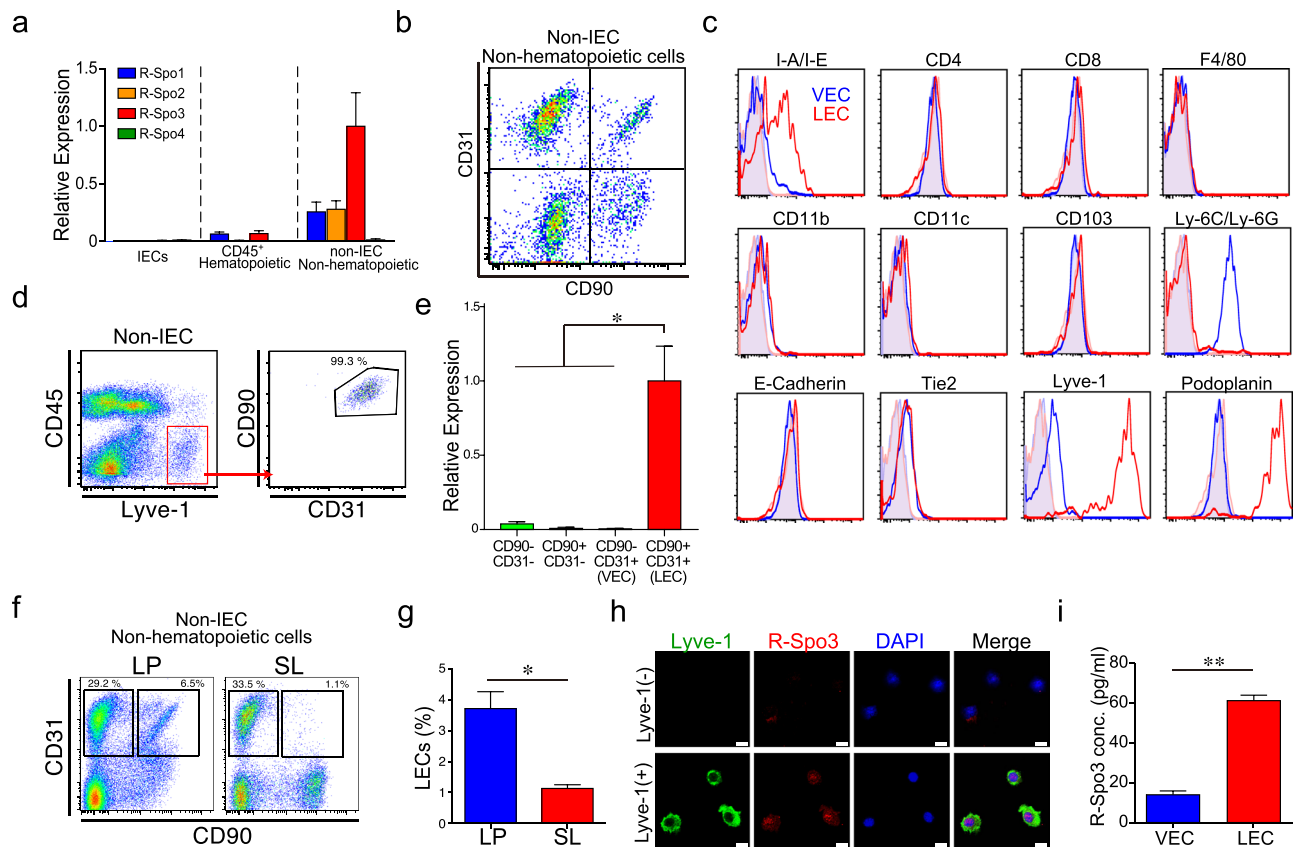 a
1.5
1.0
0.5
0
Relative Expression
R-Spo1
R-Spo2
R-Spo3
R-Spo4
IECs
CD45+
Hematopoietic
non-IEC
Non-hematopoietic
b
Non-IEC
Non-hematopoietic cells
CD31
CD90
c
I-A/I-E
CD4
CD8
F4/80
VEC
LEC
CD11b
CD11c
CD103
Ly-6C/Ly-6G
E-Cadherin
Tie2
Lyve-1
Podoplanin
d
Non-IEC
CD45
Lyve-1
99.3 %
CD90
CD31
e
1.5
1.0
0.5
0
Relative Expression
*
CD90-
CD31-
CD90+
CD31-
CD90-
CD31+
(VEC)
CD90+
CD31+
(LEC)
f
Non-IEC
Non-hematopoietic cells
LP
SL
29.2 %
6.5%
33.5 %
1.1%
CD31
CD90
g
5
4
3
2
1
0
LECs (%)
*
LP
SL
h
Lyve-1
R-Spo3
DAPI
Merge
Lyve-1(-)
Lyve-1(+)
i
80
60
40
20
0
R-Spo3 conc. (pg/ml)
**
VEC
LEC